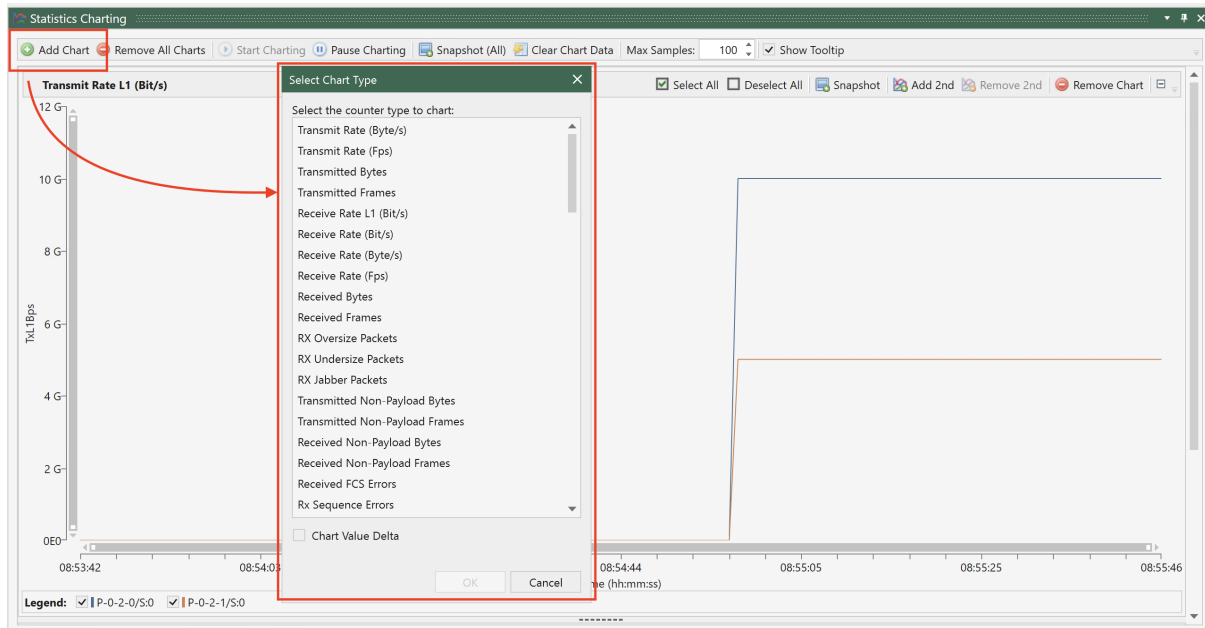 Statistics Charting
Add Chart Remove All Charts Start Charting Pause Charting Snapshot (All) Clear Chart Data Max Samples: 100 Show Tooltip
Transmit Rate L1 (Bit/s)
Select All Deselect All Snapshot Add 2nd Remove 2nd Remove Chart
Select Chart Type
Select the counter type to chart:
Transmit Rate (Byte/s)
Transmit Rate (Fps)
Transmitted Bytes
Transmitted Frames
Receive Rate L1 (Bit/s)
Receive Rate (Bit/s)
Receive Rate (Byte/s)
Receive Rate (Fps)
Received Bytes
Received Frames
RX Oversize Packets
RX Undersize Packets
RX Jabber Packets
Transmitted Non-Payload Bytes
Transmitted Non-Payload Frames
Received Non-Payload Bytes
Received Non-Payload Frames
Received FCS Errors
Rx Sequence Errors
Chart Value Delta
OK Cancel
TxL1Bps
12 G
10 G
8 G
6 G
4 G
2 G
0E0
08:53:42 08:54:03 08:54:44 08:55:05 08:55:25 08:55:46
(hh:mm:ss)
Legend: P-0-2-0/S:0 P-0-2-1/S:0